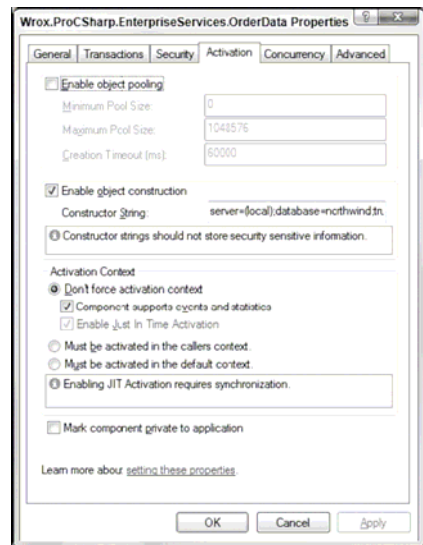 Wrox.ProCSharp.EnterpriseServices.OrderData Properties
General Transactions Security Activation Concurrency Advanced
Enable object pooling
Minimum Pool Size: 0
Maximum Pool Size: 1048576
Creation Timeout (ms): 60000
Enable object construction
Constructor String: server=(local);database=northwind;tru
Constructor strings should not store security sensitive information.
Activation Context
Don't force activation context
Component supports events and statistics
Enable Just In Time Activation
Must be activated in the callers context.
Must be activated in the default context.
Enabling JIT Activation requires synchronization.
Mark component private to application
Learn more about setting these properties.
OK Cancel Apply